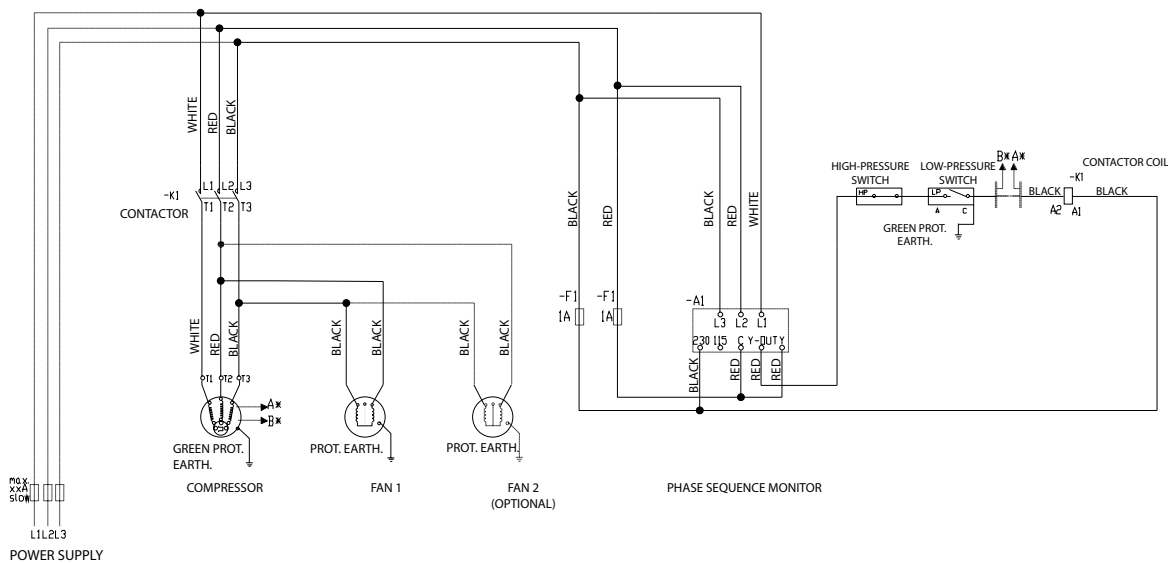 WHITE
RED
BLACK
-K1
CONTACTOR
L1 L2 L3
T1 T2 T3
WHITE
RED
BLACK
BLACK
BLACK
BLACK
BLACK
T1 T2 T3
A*
B*
GREEN PROT.
EARTH.
COMPRESSOR
PROT. EARTH.
FAN 1
PROT. EARTH.
FAN 2
(OPTIONAL)
max
xxA
slow
L1L2L3
POWER SUPPLY
BLACK
RED
-F1
1A
-F1
1A
BLACK
RED
WHITE
-A1
L3 L2 L1
230 115 C Y-OUT Y
BLACK
RED
RED
RED
PHASE SEQUENCE MONITOR
HIGH-PRESSURE
SWITCH
HP
LOW-PRESSURE
SWITCH
LP
A C
GREEN PROT.
EARTH.
B* A*
BLACK
CONTACTOR COIL
-K1
A2 A1
BLACK